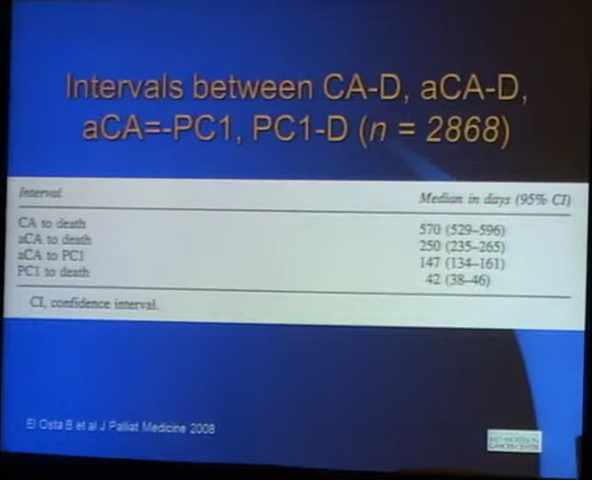 Intervals between CA-D, aCA-D,
aCA=-PC1, PC1-D (n = 2868)
Interval Median in days (95% CI)
CA to death 570 (529–596)
aCA to death 250 (235–265)
aCA to PC1 147 (134–161)
PC1 to death 42 (38–46)
CI, confidence interval.
El Osta B et al J Palliat Medicine 2008